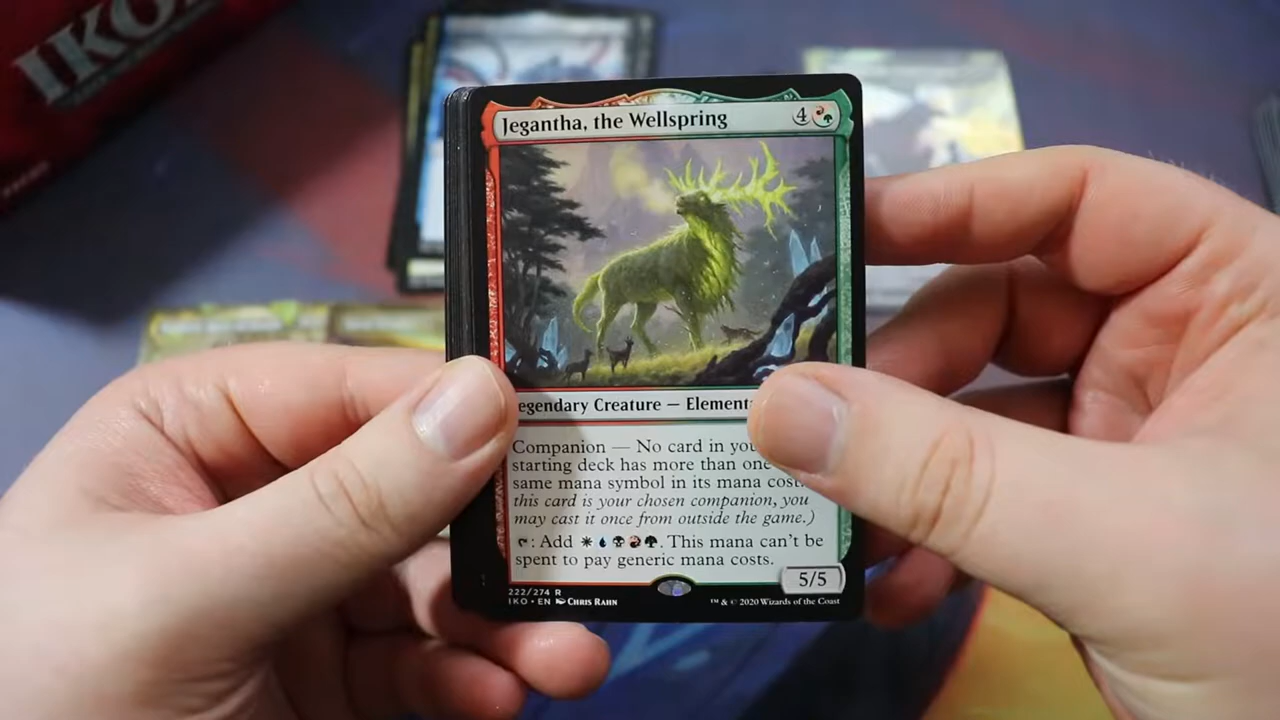 IKO
Jegantha, the Wellspring 4
egendary Creature — Elementa
Companion — No card in you
starting deck has more than one
same mana symbol in its mana cost.
this card is your chosen companion, you
may cast it once from outside the game.)
: Add . This mana can't be
spent to pay generic mana costs.
5/5
222/274 R
IKO • EN Chris Rahn
™ & © 2020 Wizards of the Coast